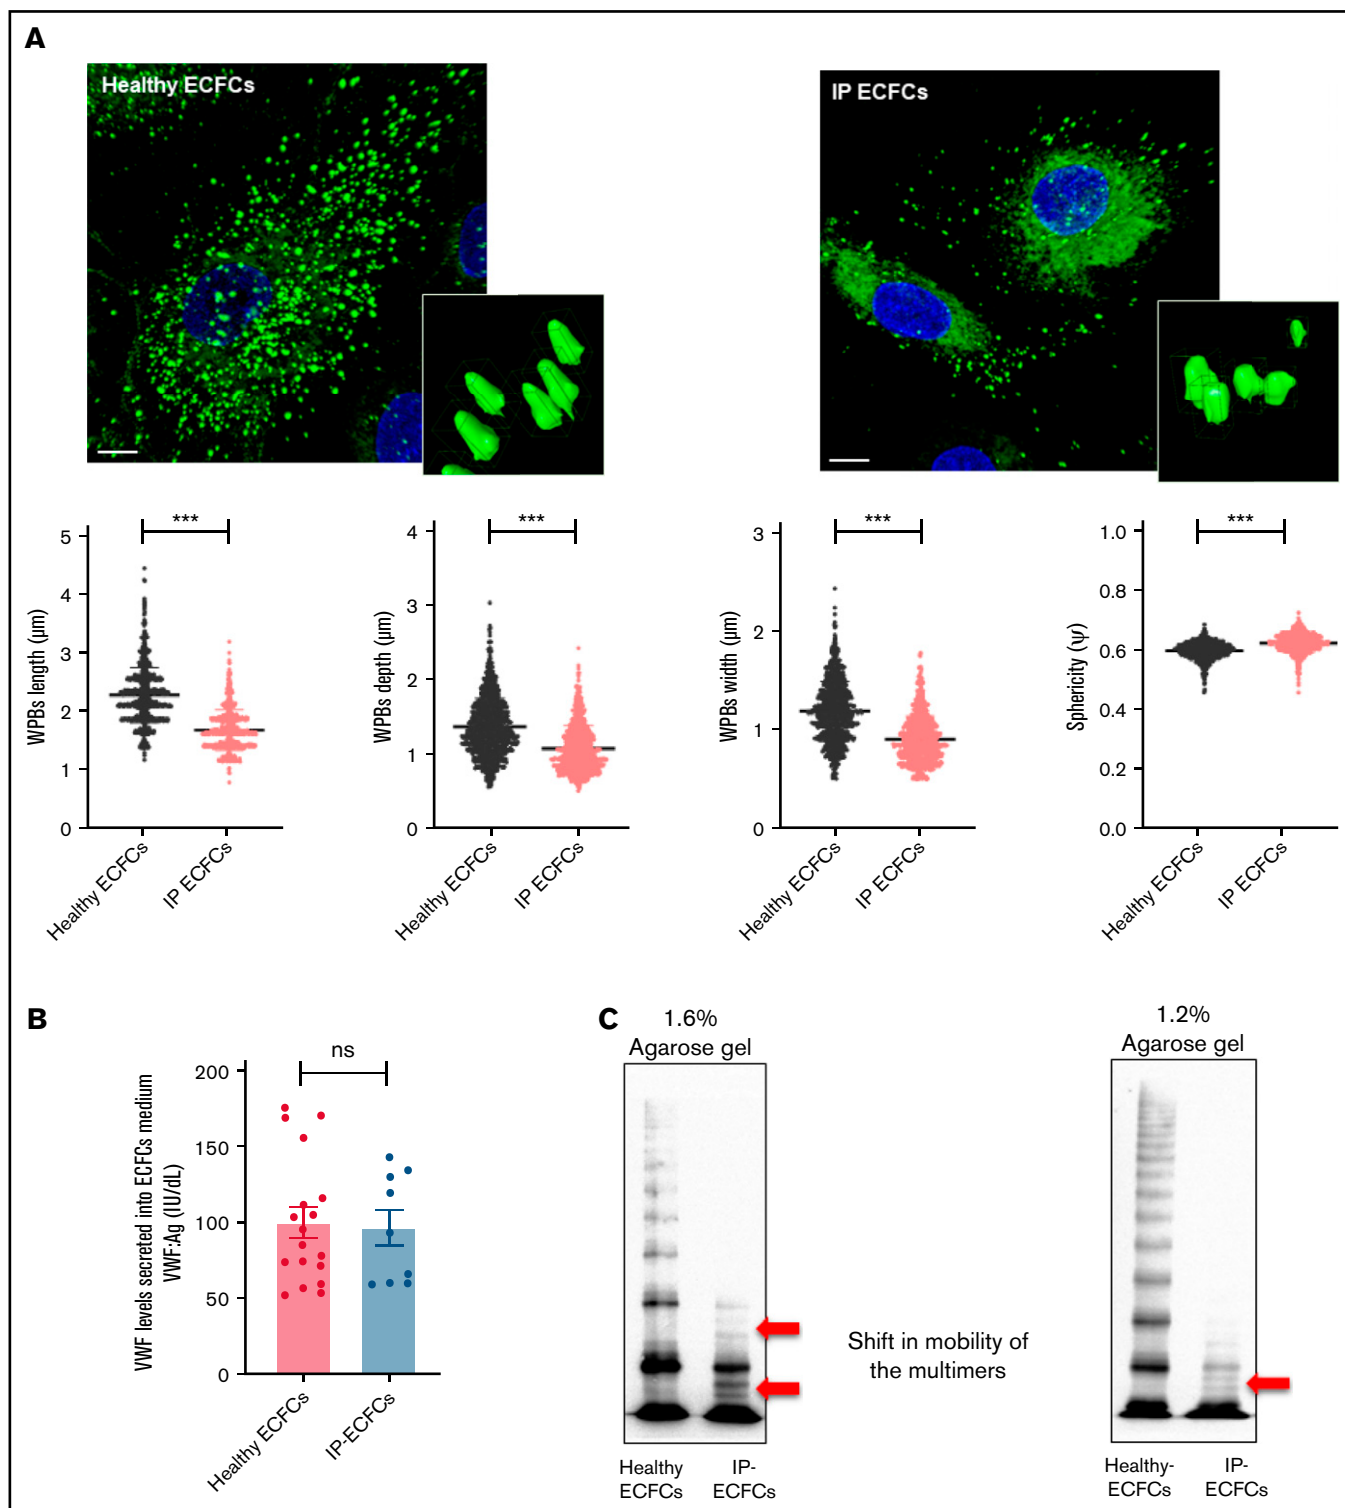 A
Healthy ECFCs
IP ECFCs
WPBs length (µm)
5
4
3
2
1
0
***
Healthy ECFCs
IP ECFCs
WPBs depth (µm)
4
3
2
1
0
***
Healthy ECFCs
IP ECFCs
WPBs width (µm)
3
2
1
0
***
Healthy ECFCs
IP ECFCs
Sphericity (ψ)
1.0
0.8
0.6
0.4
0.2
0.0
***
Healthy ECFCs
IP ECFCs
B
VWF levels secreted into ECFCs medium
VWF:Ag (IU/dL)
200
150
100
50
0
ns
Healthy ECFCs
IP-ECFCs
C
1.6%
Agarose gel
Healthy
ECFCs
IP-
ECFCs
Shift in mobility of
the multimers
1.2%
Agarose gel
Healthy-
ECFCs
IP-
ECFCs